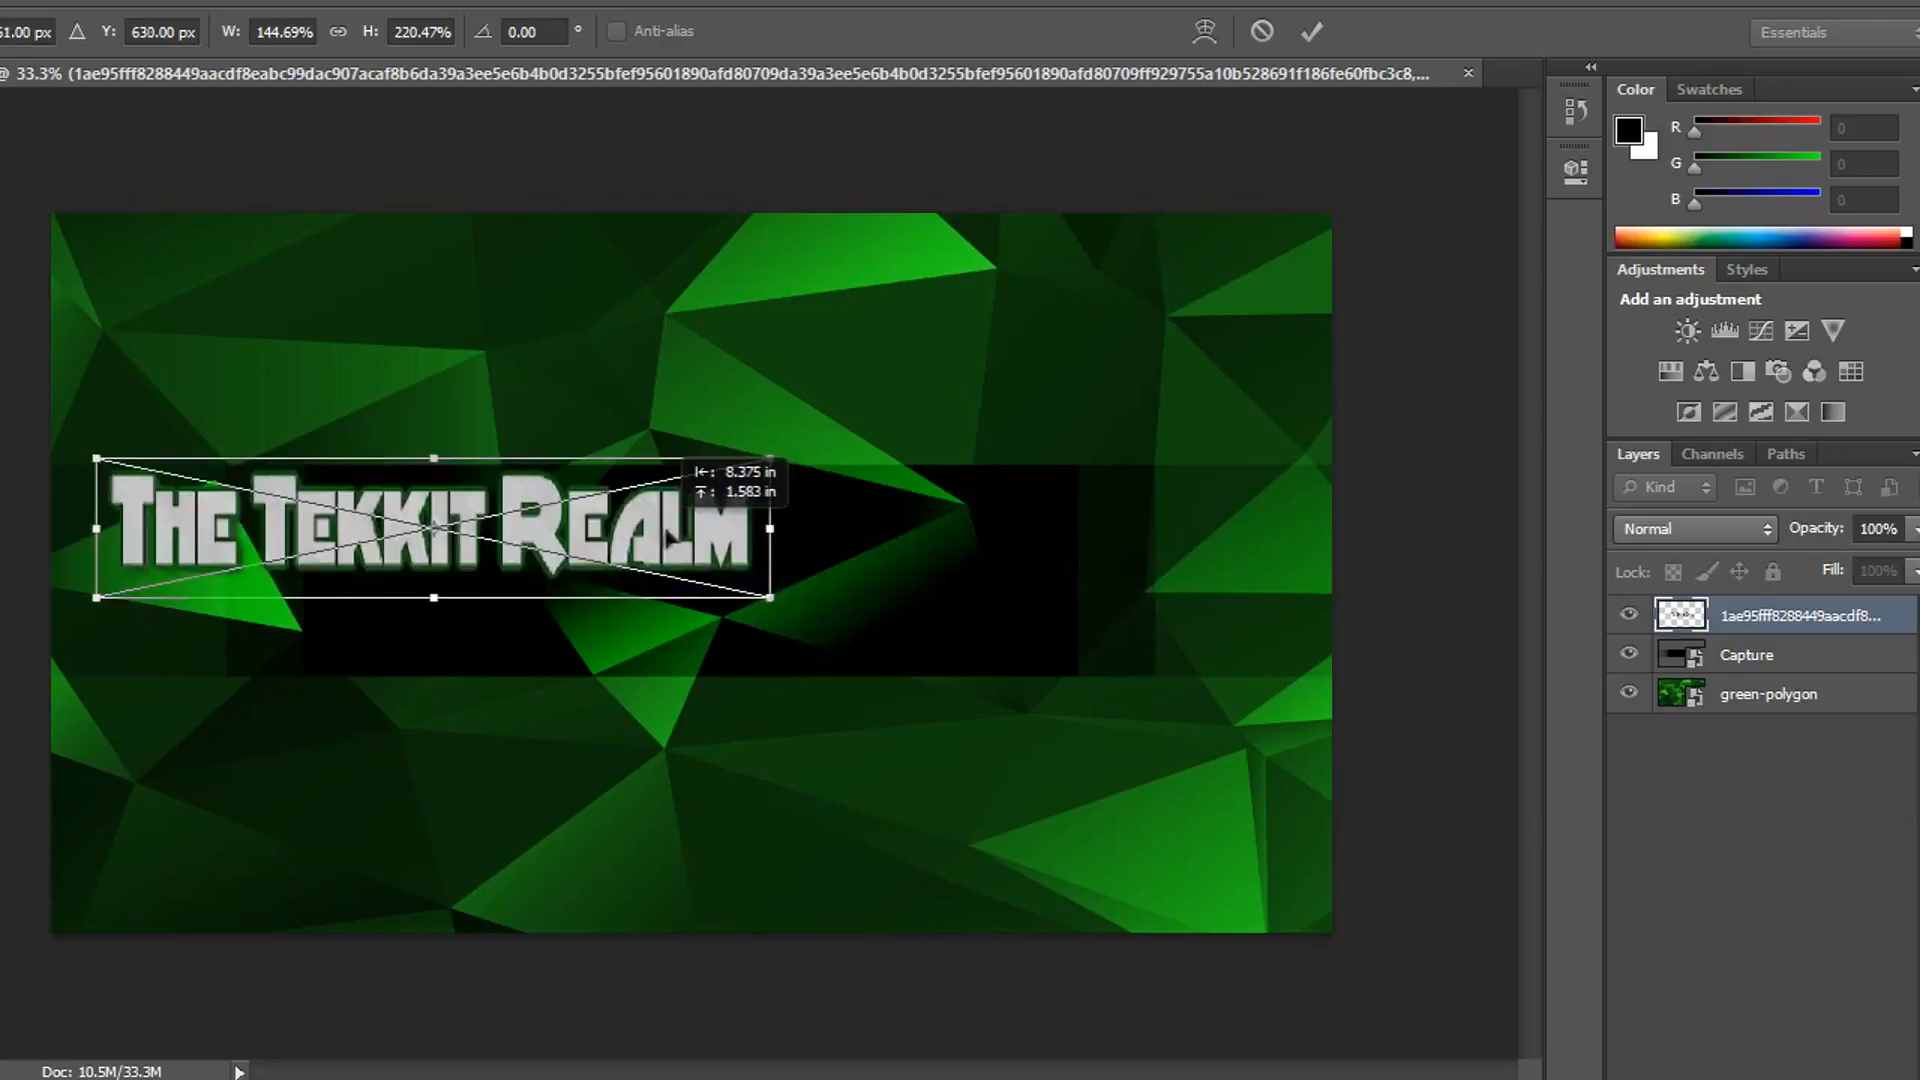 61.00 px Y: 630.00 px W: 144.69% H: 220.47% 0.00 ° Anti-alias Essentials
@ 33.3% (1ae95fff8288449aacdf8eabc99dac907acaf8b6da39a3ee5e6b4b0d3255bfef95601890afd80709da39a3ee5e6b4b0d3255bfef95601890afd80709ff929755a10b528691f186fe60fbc3c8,...
Color Swatches
R 0
G 0
B 0
Adjustments Styles
Add an adjustment
Layers Channels Paths
Kind
Normal Opacity: 100%
Lock: Fill: 100%
1ae95fff8288449aacdf8...
Capture
green-polygon
8.375 in
1.583 in
The Tekkit Realm
Doc: 10.5M/33.3M